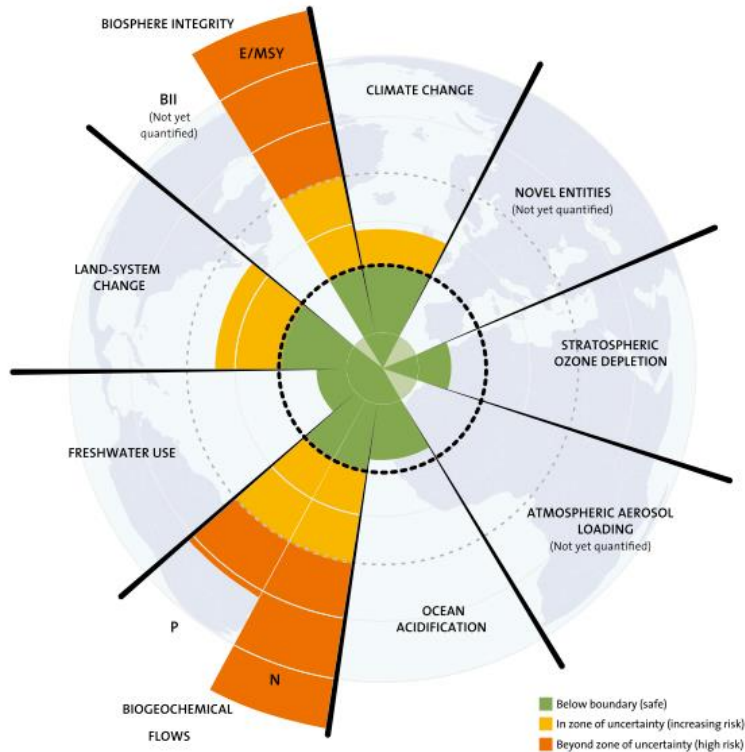 BIOSPHERE INTEGRITY
E/MSY
CLIMATE CHANGE
BII
(Not yet
quantified)
NOVEL ENTITIES
(Not yet quantified)
LAND-SYSTEM
CHANGE
STRATOSPHERIC
OZONE DEPLETION
FRESHWATER USE
ATMOSPHERIC AEROSOL
LOADING
(Not yet quantified)
OCEAN
ACIDIFICATION
P
N
BIOGEOCHEMICAL
FLOWS
Below boundary (safe)
In zone of uncertainty (increasing risk)
Beyond zone of uncertainty (high risk)